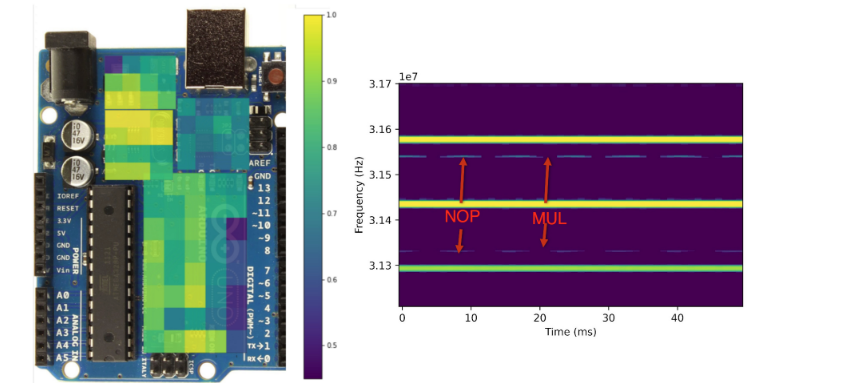 10
47
16V
10
47
16V
RESET
AREF
GND
13
12
~11
~10
~9
8
7
~6
~5
4
~3
2
TX→1
RX←0
DIGITAL (PWM~)
IOREF
RESET
3.3V
5V
GND
GND
Vin
POWER
A0
A1
A2
A3
A4
A5
ANALOG IN
ARDUINO
UNO
ITALY
ICSP
1.0
0.9
0.8
0.7
0.6
0.5
1e7
3.17
3.16
3.15
3.14
3.13
Frequency (Hz)
NOP
MUL
0
10
20
30
40
Time (ms)